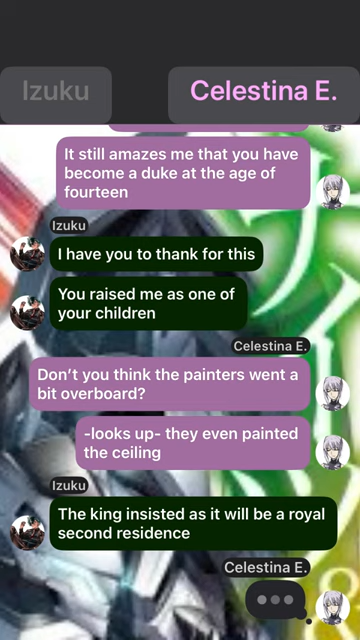 Izuku
Celestina E.
It still amazes me that you have
become a duke at the age of
fourteen
Izuku
I have you to thank for this
You raised me as one of
your children
Celestina E.
Don’t you think the painters went a
bit overboard?
-looks up- they even painted
the ceiling
Izuku
The king insisted as it will be a royal
second residence
Celestina E.